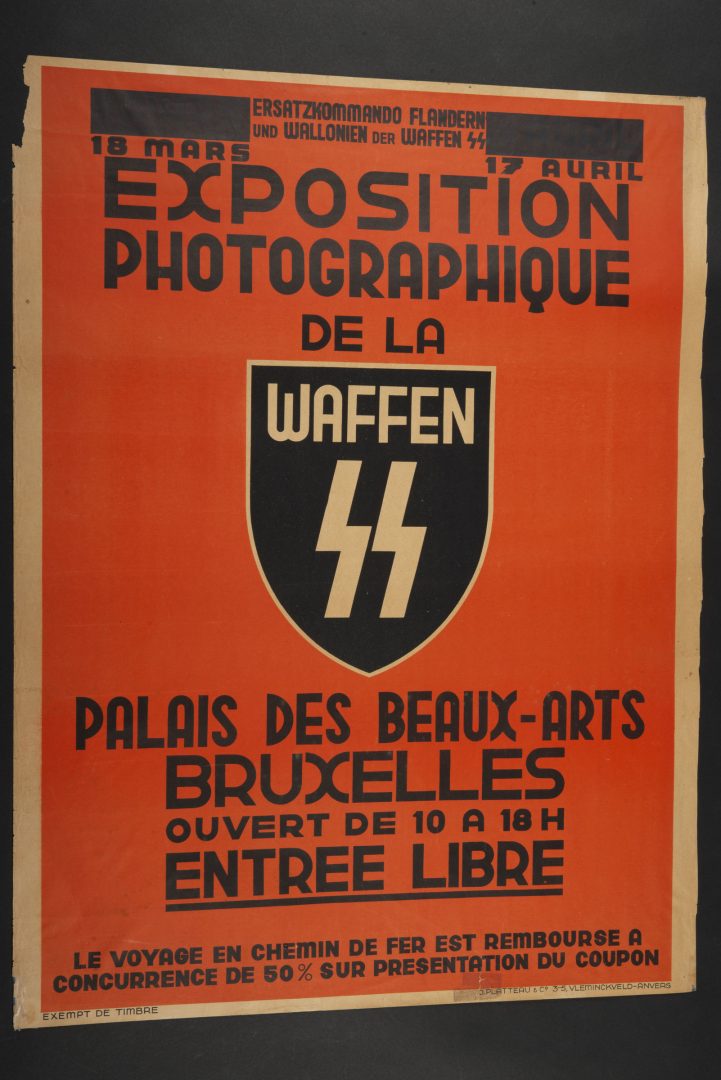 ERSATZKOMMANDO FLANDERN
UND WALLONIEN DER WAFFEN SS
18 MARS
17 AVRIL
EXPOSITION
PHOTOGRAPHIQUE
DE LA
WAFFEN
SS
PALAIS DES BEAUX-ARTS
BRUXELLES
OUVERT DE 10 A 18 H
ENTREE LIBRE
LE VOYAGE EN CHEMIN DE FER EST REMBOURSE A
CONCURRENCE DE 50% SUR PRESENTATION DU COUPON
EXEMPT DE TIMBRE
J. PLATTEAU & Cº 3-5, VLEMINCKVELD-ANVERS